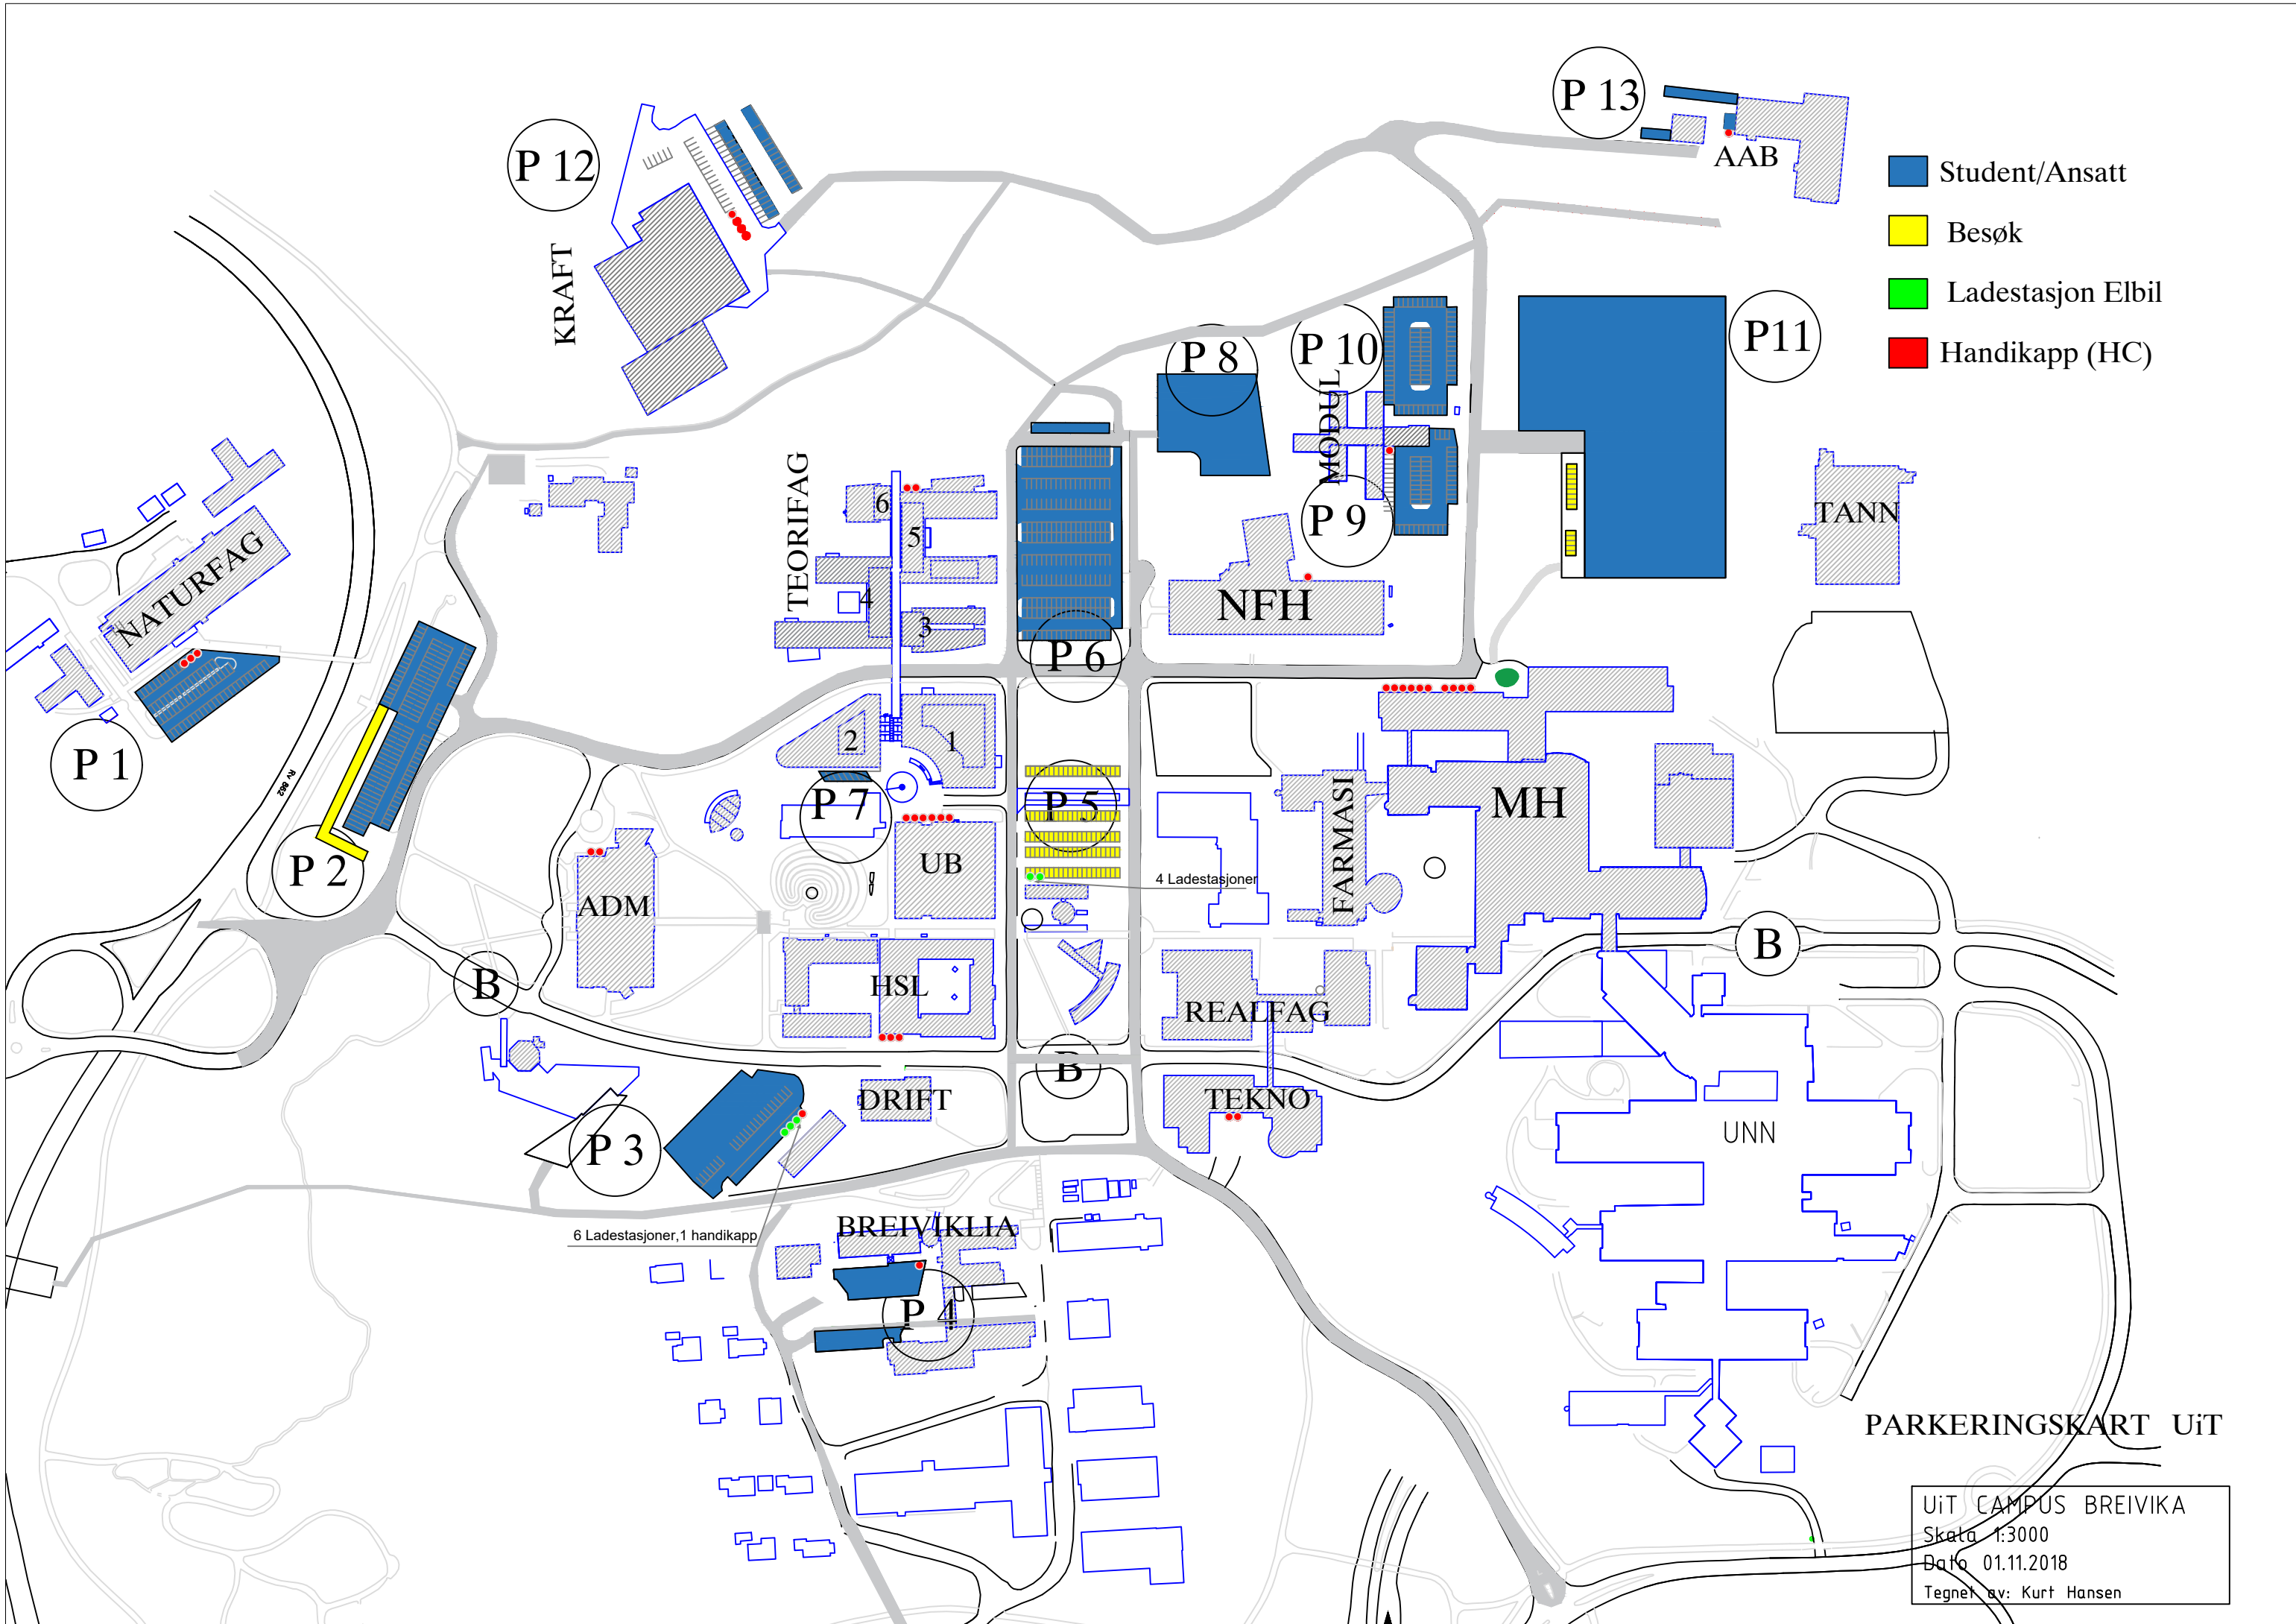 P 13
AAB
Student/Ansatt
Besøk
Ladestasjon Elbil
Handikapp (HC)
P 12
KRAFT
P 8
P 10
P11
MODUL
P 9
TEORIFAG
6
5
4
3
TANN
NATURFAG
NFH
P 6
P 1
Rv 862
2
1
P 7
P 5
MH
FARMASI
P 2
UB
4 Ladestasjoner
ADM
B
B
HSL
REALFAG
B
DRIFT
TEKNO
UNN
P 3
BREIVIKLIA
6 Ladestasjoner,1 handikapp
P 4
PARKERINGSKART UiT
UiT CAMPUS BREIVIKA
Skala 1:3000
Dato 01.11.2018
Tegnet av: Kurt Hansen